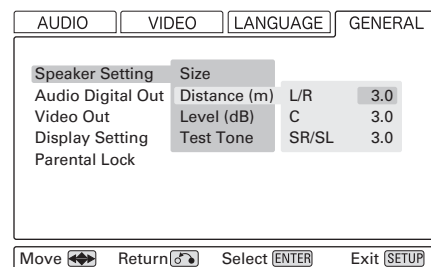 AUDIO VIDEO LANGUAGE GENERAL
Speaker Setting Size
Audio Digital Out Distance (m) L/R 3.0
Video Out Level (dB) C 3.0
Display Setting Test Tone SR/SL 3.0
Parental Lock
Move Return Select ENTER Exit SETUP